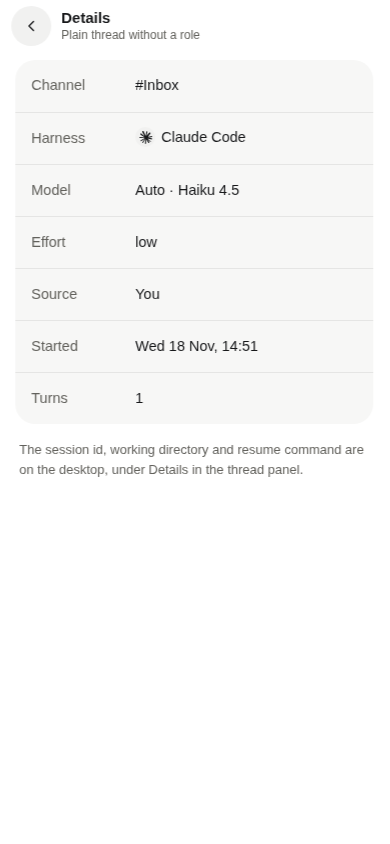 Details
Plain thread without a role
Channel #Inbox
Harness Claude Code
Model Auto · Haiku 4.5
Effort low
Source You
Started Wed 18 Nov, 14:51
Turns 1
The session id, working directory and resume command are
on the desktop, under Details in the thread panel.